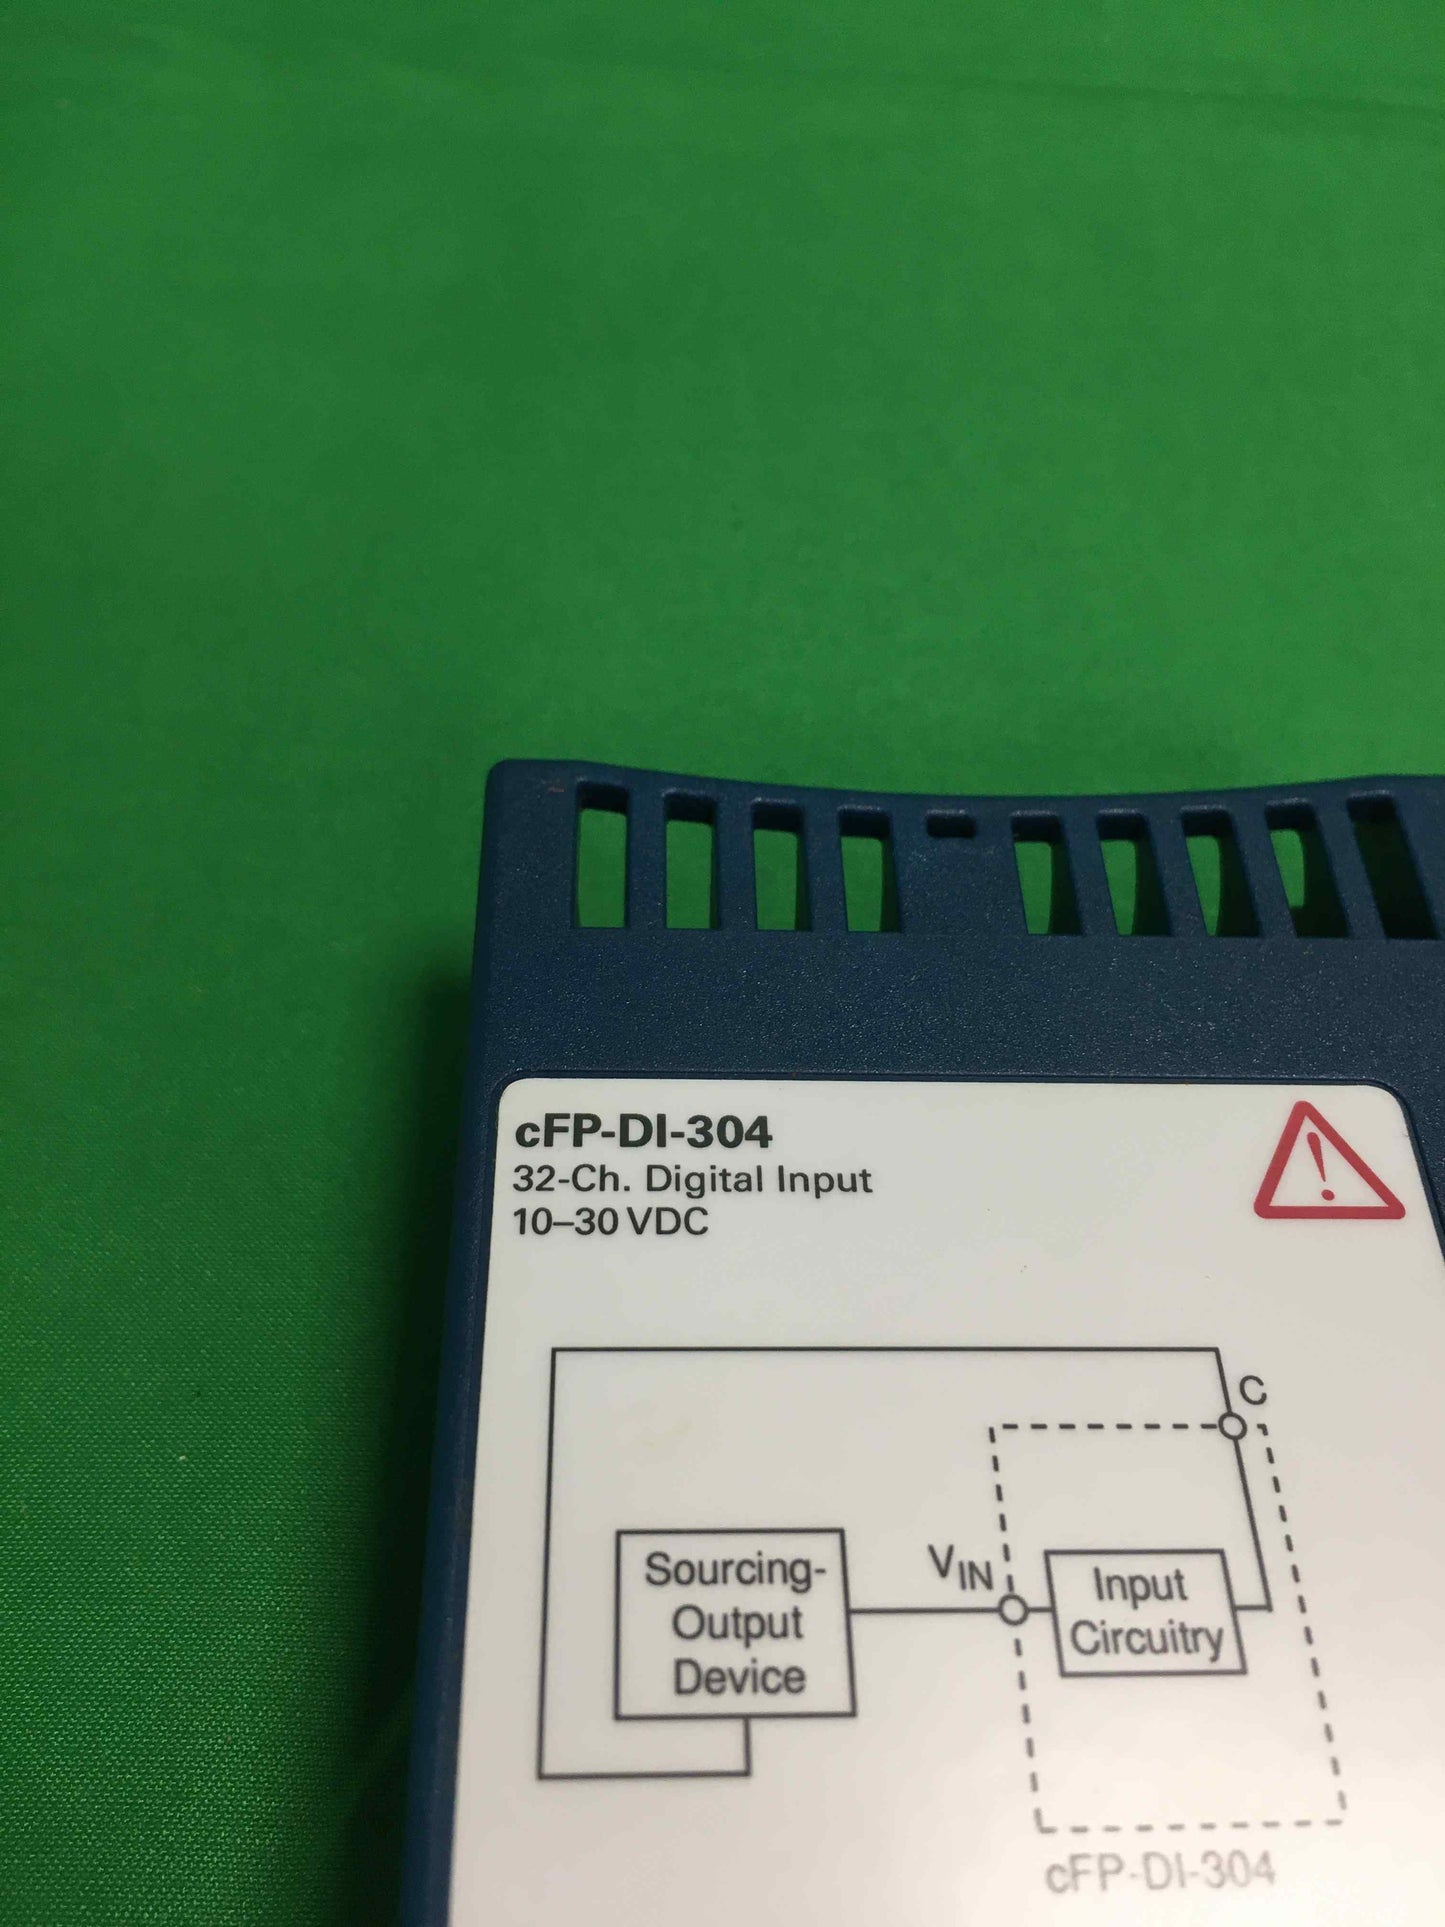 cFP-DI-304
32-Ch. Digital Input
10–30 VDC
C
VIN
Sourcing-
Output
Device
Input
Circuitry
cFP-DI-304